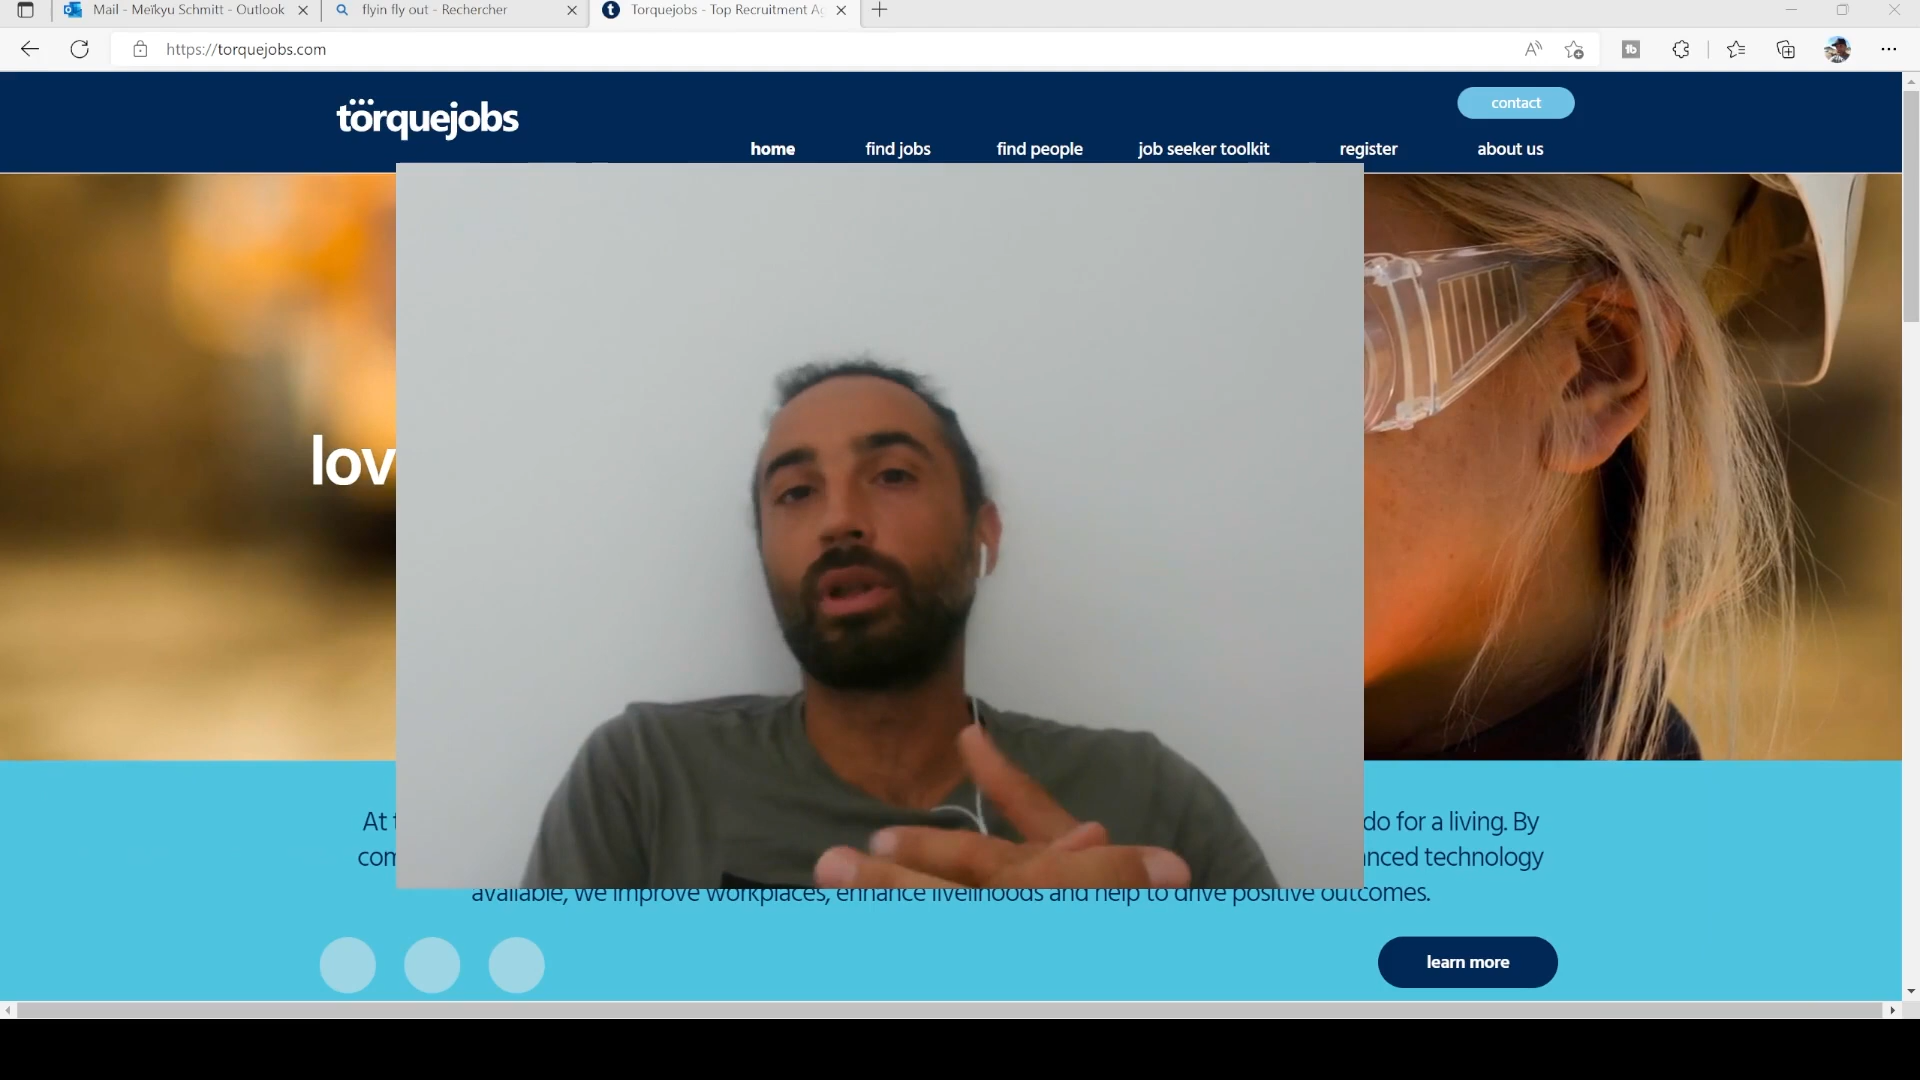 Mail - Meïkyu Schmitt - Outlook
flyin fly out - Rechercher
Torquejobs - Top Recruitment Ag
https://torquejobs.com
törquejobs
contact
home find jobs find people job seeker toolkit register about us
lov
At do for a living. By
com nced technology
available, we improve workplaces, enhance livelihoods and help to drive positive outcomes.
learn more